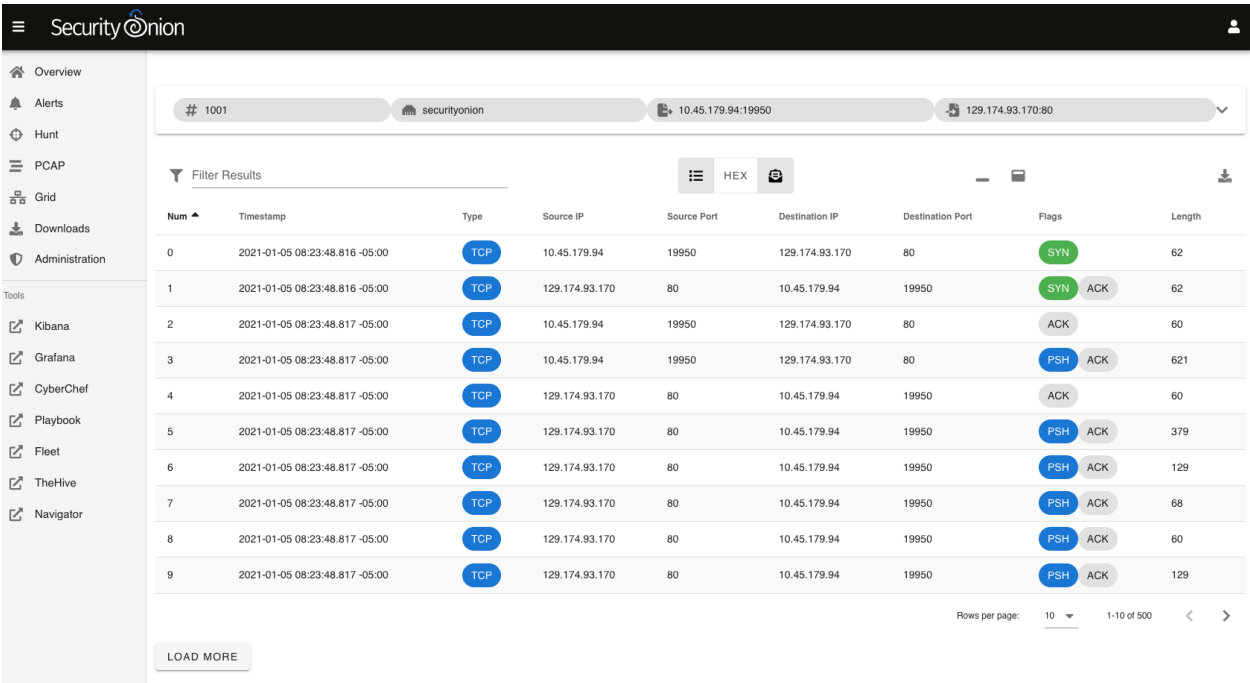 Security Onion
Overview
Alerts
Hunt
PCAP
Grid
Downloads
Administration
Tools
Kibana
Grafana
CyberChef
Playbook
Fleet
TheHive
Navigator
# 1001 securityonion 10.45.179.94:19950 129.174.93.170:80
Filter Results HEX
Num Timestamp Type Source IP Source Port Destination IP Destination Port Flags Length
0 2021-01-05 08:23:48.816 -05:00 TCP 10.45.179.94 19950 129.174.93.170 80 SYN 62
1 2021-01-05 08:23:48.816 -05:00 TCP 129.174.93.170 80 10.45.179.94 19950 SYN ACK 62
2 2021-01-05 08:23:48.817 -05:00 TCP 10.45.179.94 19950 129.174.93.170 80 ACK 60
3 2021-01-05 08:23:48.817 -05:00 TCP 10.45.179.94 19950 129.174.93.170 80 PSH ACK 621
4 2021-01-05 08:23:48.817 -05:00 TCP 129.174.93.170 80 10.45.179.94 19950 ACK 60
5 2021-01-05 08:23:48.817 -05:00 TCP 129.174.93.170 80 10.45.179.94 19950 PSH ACK 379
6 2021-01-05 08:23:48.817 -05:00 TCP 129.174.93.170 80 10.45.179.94 19950 PSH ACK 129
7 2021-01-05 08:23:48.817 -05:00 TCP 129.174.93.170 80 10.45.179.94 19950 PSH ACK 68
8 2021-01-05 08:23:48.817 -05:00 TCP 129.174.93.170 80 10.45.179.94 19950 PSH ACK 60
9 2021-01-05 08:23:48.817 -05:00 TCP 129.174.93.170 80 10.45.179.94 19950 PSH ACK 129
Rows per page: 10 1-10 of 500
LOAD MORE